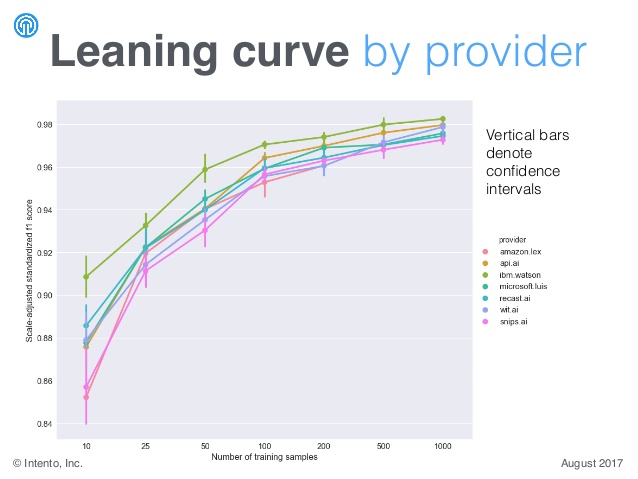 Leaning curve by provider
0.98
0.96
0.94
0.92
0.90
0.88
0.86
0.84
Scale-adjusted standardized f1 score
10 25 50 100 200 500 1000
Number of training samples
Vertical bars
denote
confidence
intervals
provider
amazon.lex
api.ai
ibm.watson
microsoft.luis
recast.ai
wit.ai
snips.ai
© Intento, Inc.
August 2017